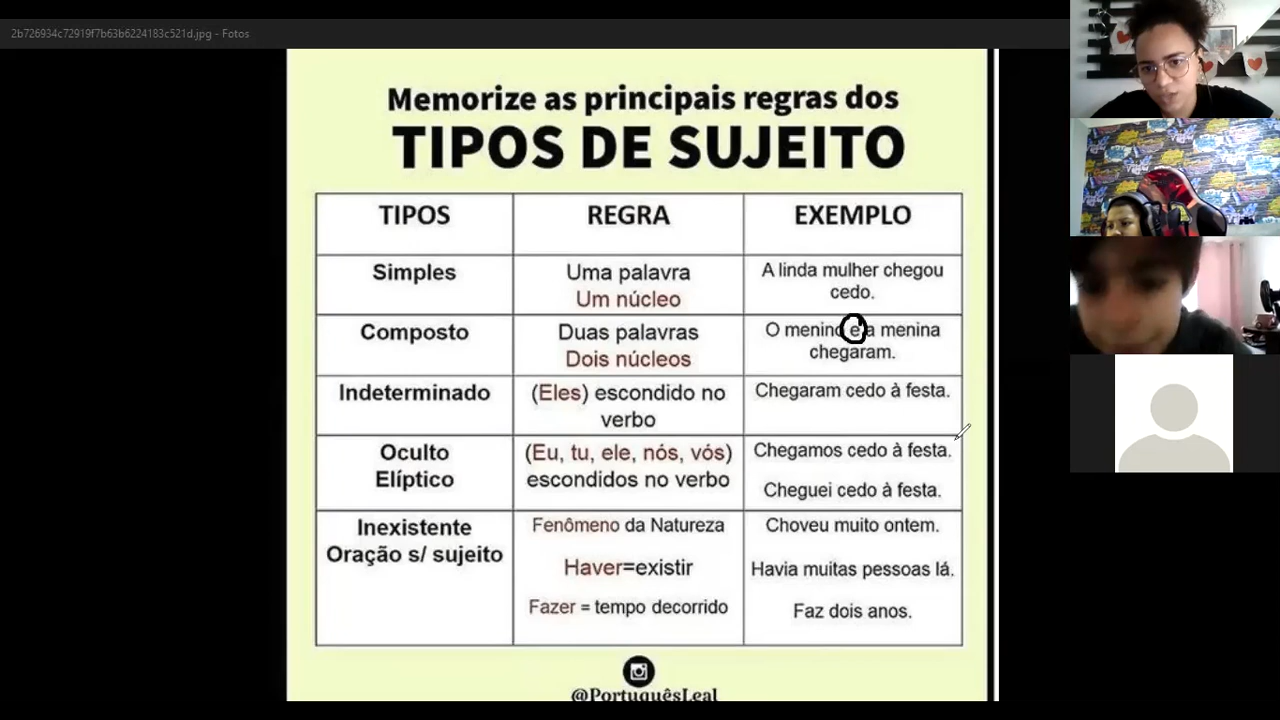 2b726934c72919f7b63b6224183c521d.jpg - Fotos
Memorize as principais regras dos
TIPOS DE SUJEITO
TIPOS REGRA EXEMPLO
Simples
Uma palavra
Um núcleo
A linda mulher chegou
cedo.
Composto
Duas palavras
Dois núcleos
O menino e a menina
chegaram.
Indeterminado
(Eles) escondido no
verbo
Chegaram cedo à festa.
Oculto
Elíptico
(Eu, tu, ele, nós, vós)
escondidos no verbo
Chegamos cedo à festa.
Cheguei cedo à festa.
Inexistente
Oração s/ sujeito
Fenômeno da Natureza
Haver=existir
Fazer = tempo decorrido
Choveu muito ontem.
Havia muitas pessoas lá.
Faz dois anos.
@PortuguêsLeal